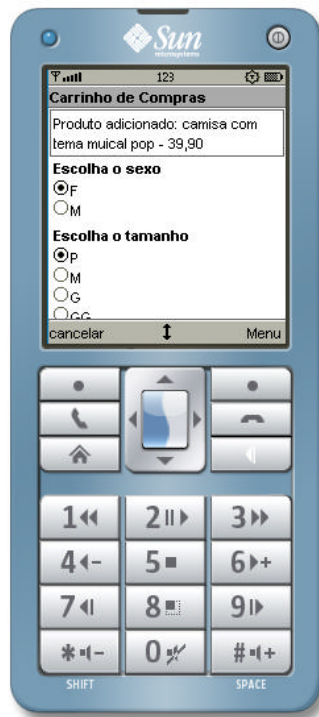 Sun
microsystems
123
Carrinho de Compras
Produto adicionado: camisa com
tema muical pop - 39,90
Escolha o sexo
F
M
Escolha o tamanho
P
M
G
GG
cancelar
Menu
1
2
3
4 -
5
6 +
7
8
9
* -
0
# +
SHIFT
SPACE